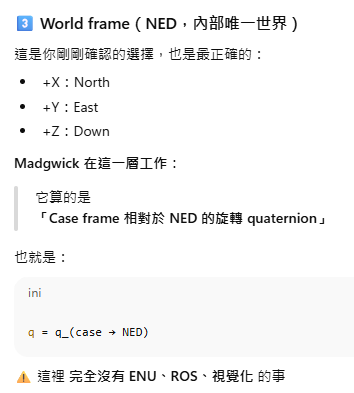 3 World frame（NED，內部唯一世界）
這是你剛剛確認的選擇，也是最正確的：
• +X：North
• +Y：East
• +Z：Down
Madgwick 在這一層工作：
它算的是
「Case frame 相對於 NED 的旋轉 quaternion」
也就是：
ini
q = q_(case → NED)
⚠️ 這裡 完全沒有 ENU、ROS、視覺化 的事